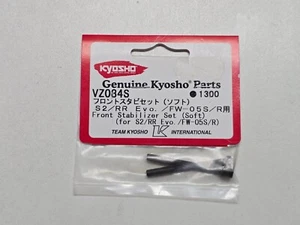 KYOSHO
Genuine Kyosho Parts
VZ034S ●1300
フロントスタビセット (ソフト)
S2/RR Evo./FW-05S/R用
Front Stabilizer Set (Soft)
(for S2/RR Evo./FW-05S/R)
TEAM KYOSHO TK INTERNATIONAL